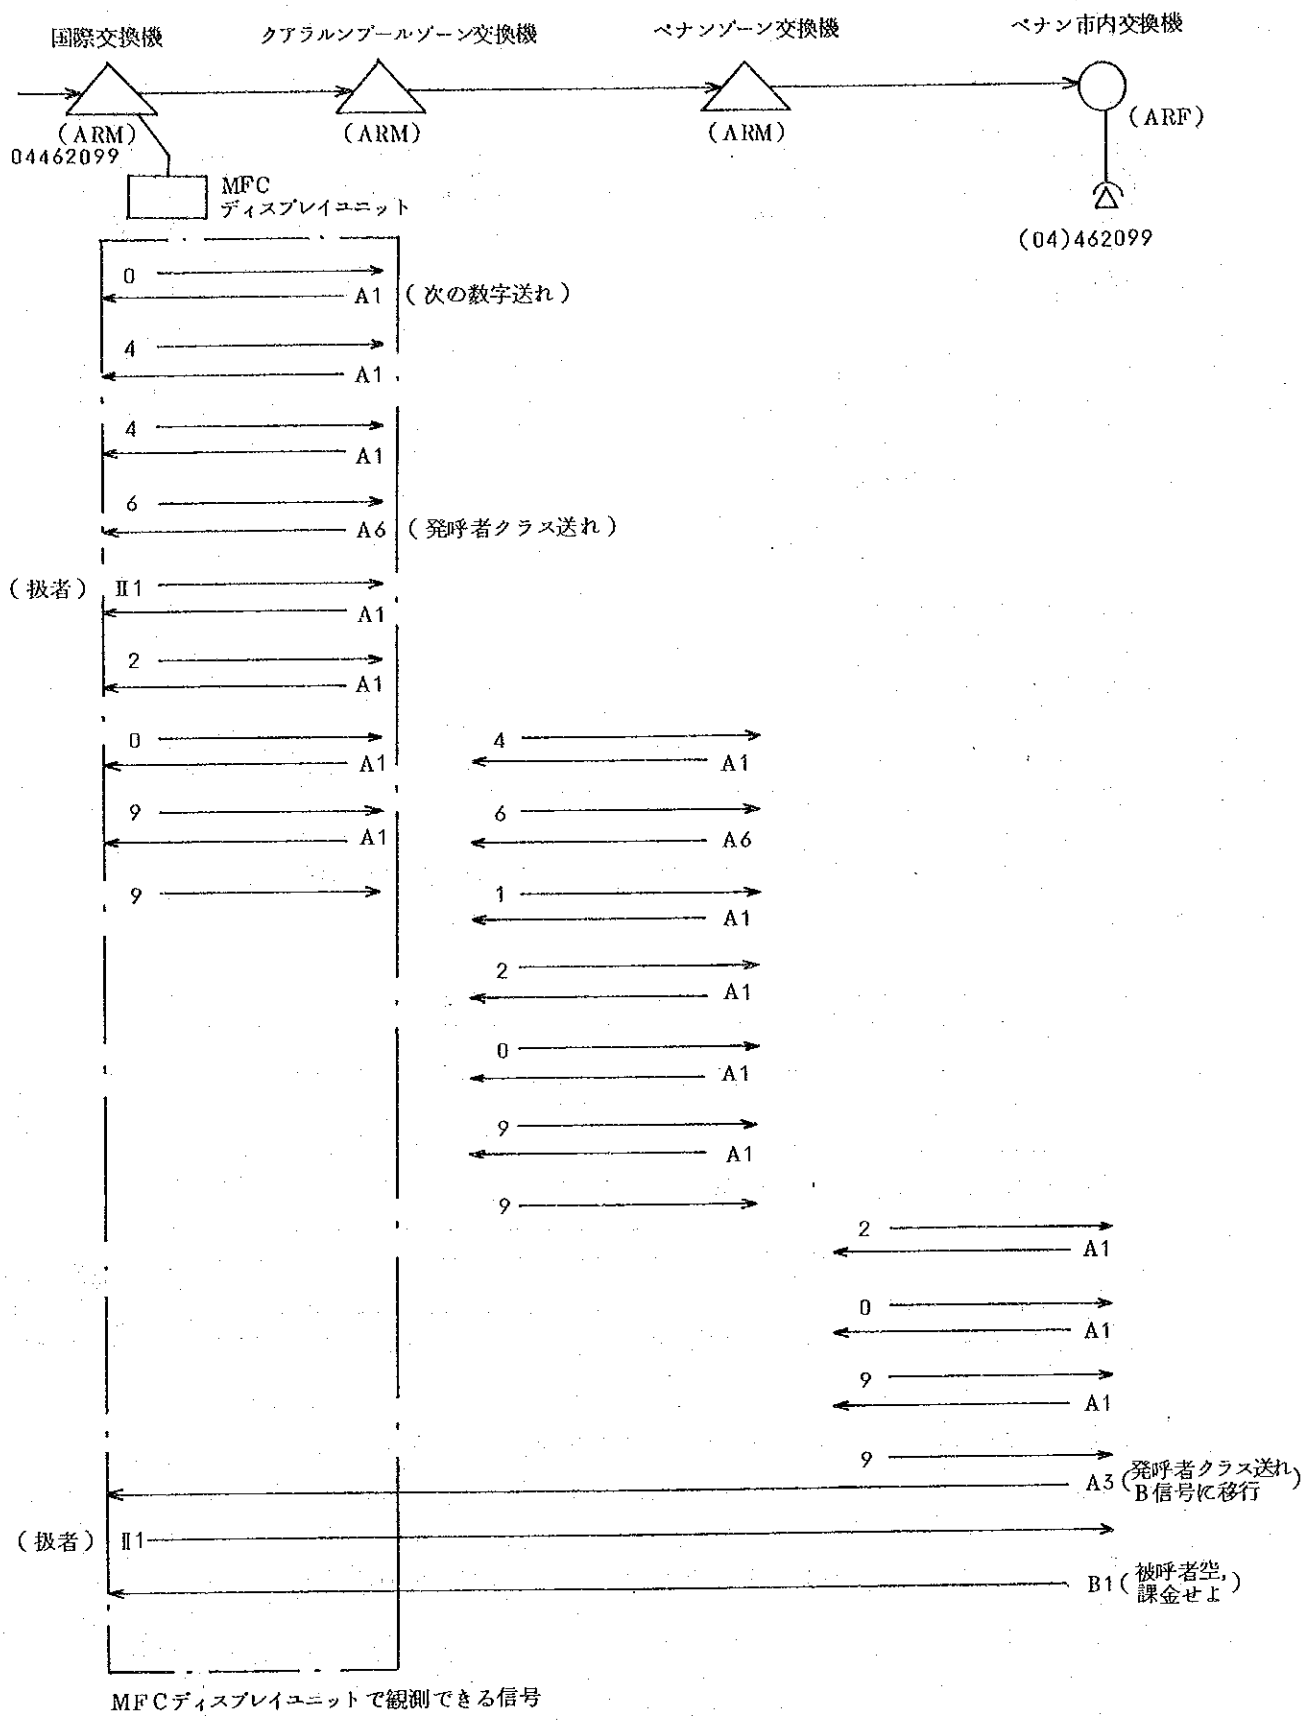 国際交換機 クアラルンプールゾーン交換機 ペナンゾーン交換機 ペナン市内交換機
(ARM) (ARM) (ARM) (ARF)
04462099
MFC
ディスプレイユニット
(04)462099
0
A1 (次の数字送れ)
4
A1
4
A1
6
A6 (発呼者クラス送れ)
(扱者) Ⅱ1
A1
2
A1
0 4
A1 A1
9 6
A1 A6
9 1
A1
2
A1
0
A1
9
A1
9
2
A1
0
A1
9
A1
9
A3 (発呼者クラス送れ
B信号に移行)
(扱者) Ⅱ1
B1 (被呼者空,
課金せよ)
MFCディスプレイユニットで観測できる信号